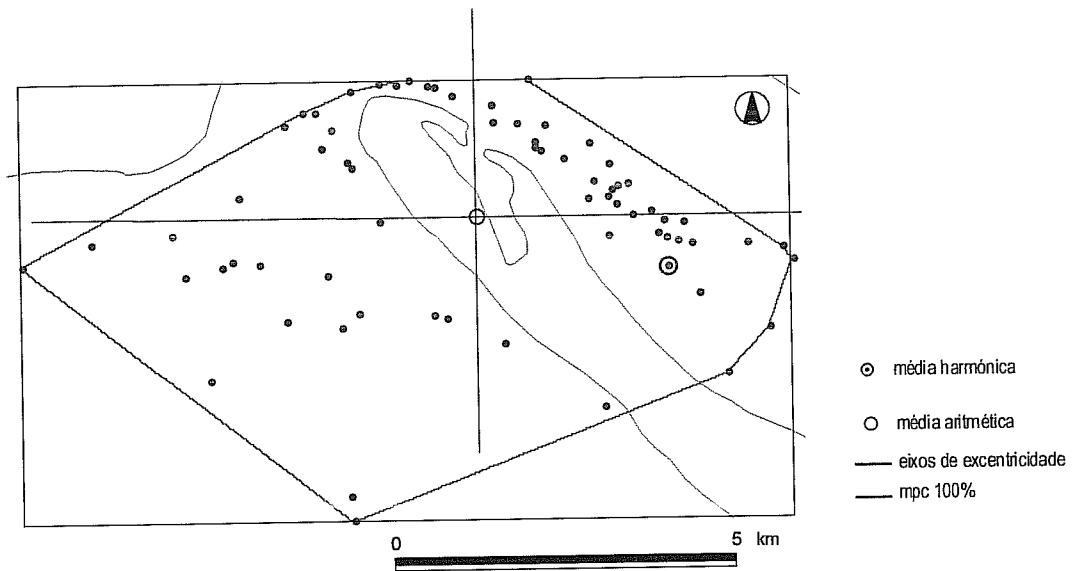 média harmónica
média aritmética
eixos de excentricidade
mpc 100%
0 5 km